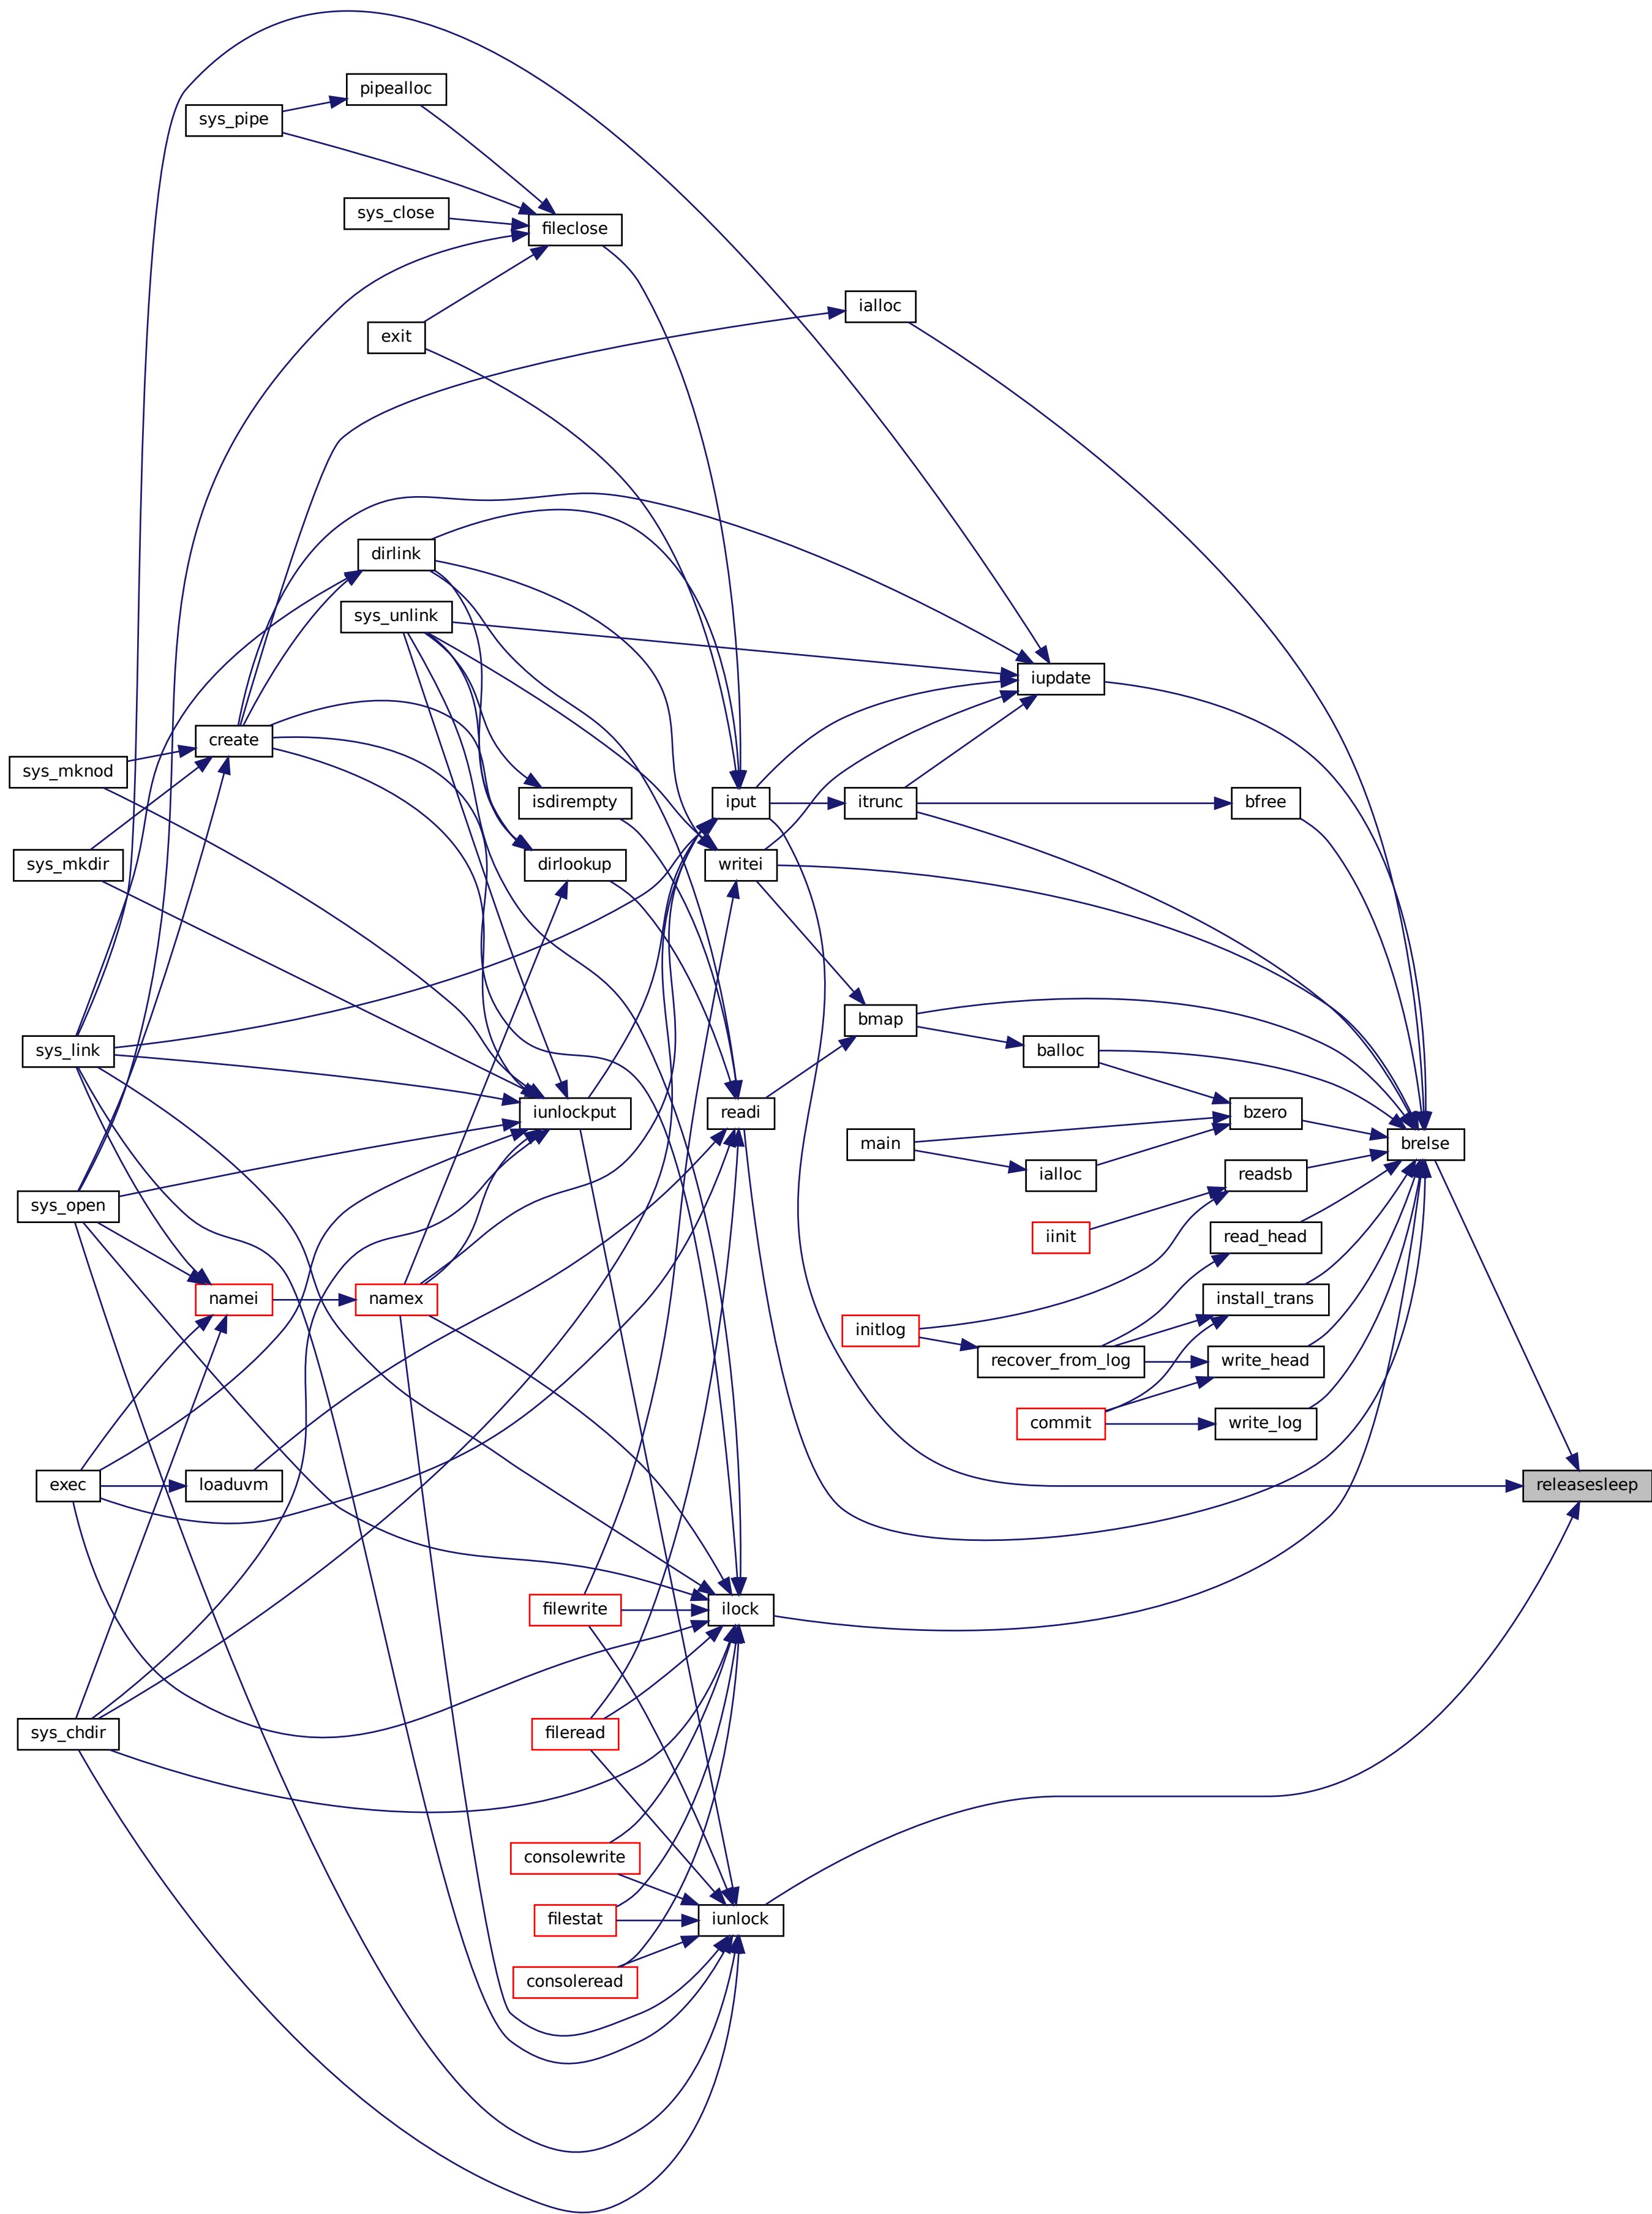 pipealloc
sys_pipe
sys_close
fileclose
ialloc
exit
dirlink
sys_unlink
iupdate
create
sys_mknod
isdirempty
iput
itrunc
bfree
sys_mkdir
dirlookup
writei
bmap
sys_link
balloc
iunlockput
readi
bzero
main
brelse
ialloc
readsb
sys_open
iinit
read_head
namei
namex
install_trans
initlog
recover_from_log
write_head
commit
write_log
exec
loaduvm
releasesleep
filewrite
ilock
sys_chdir
fileread
consolewrite
filestat
iunlock
consoleread